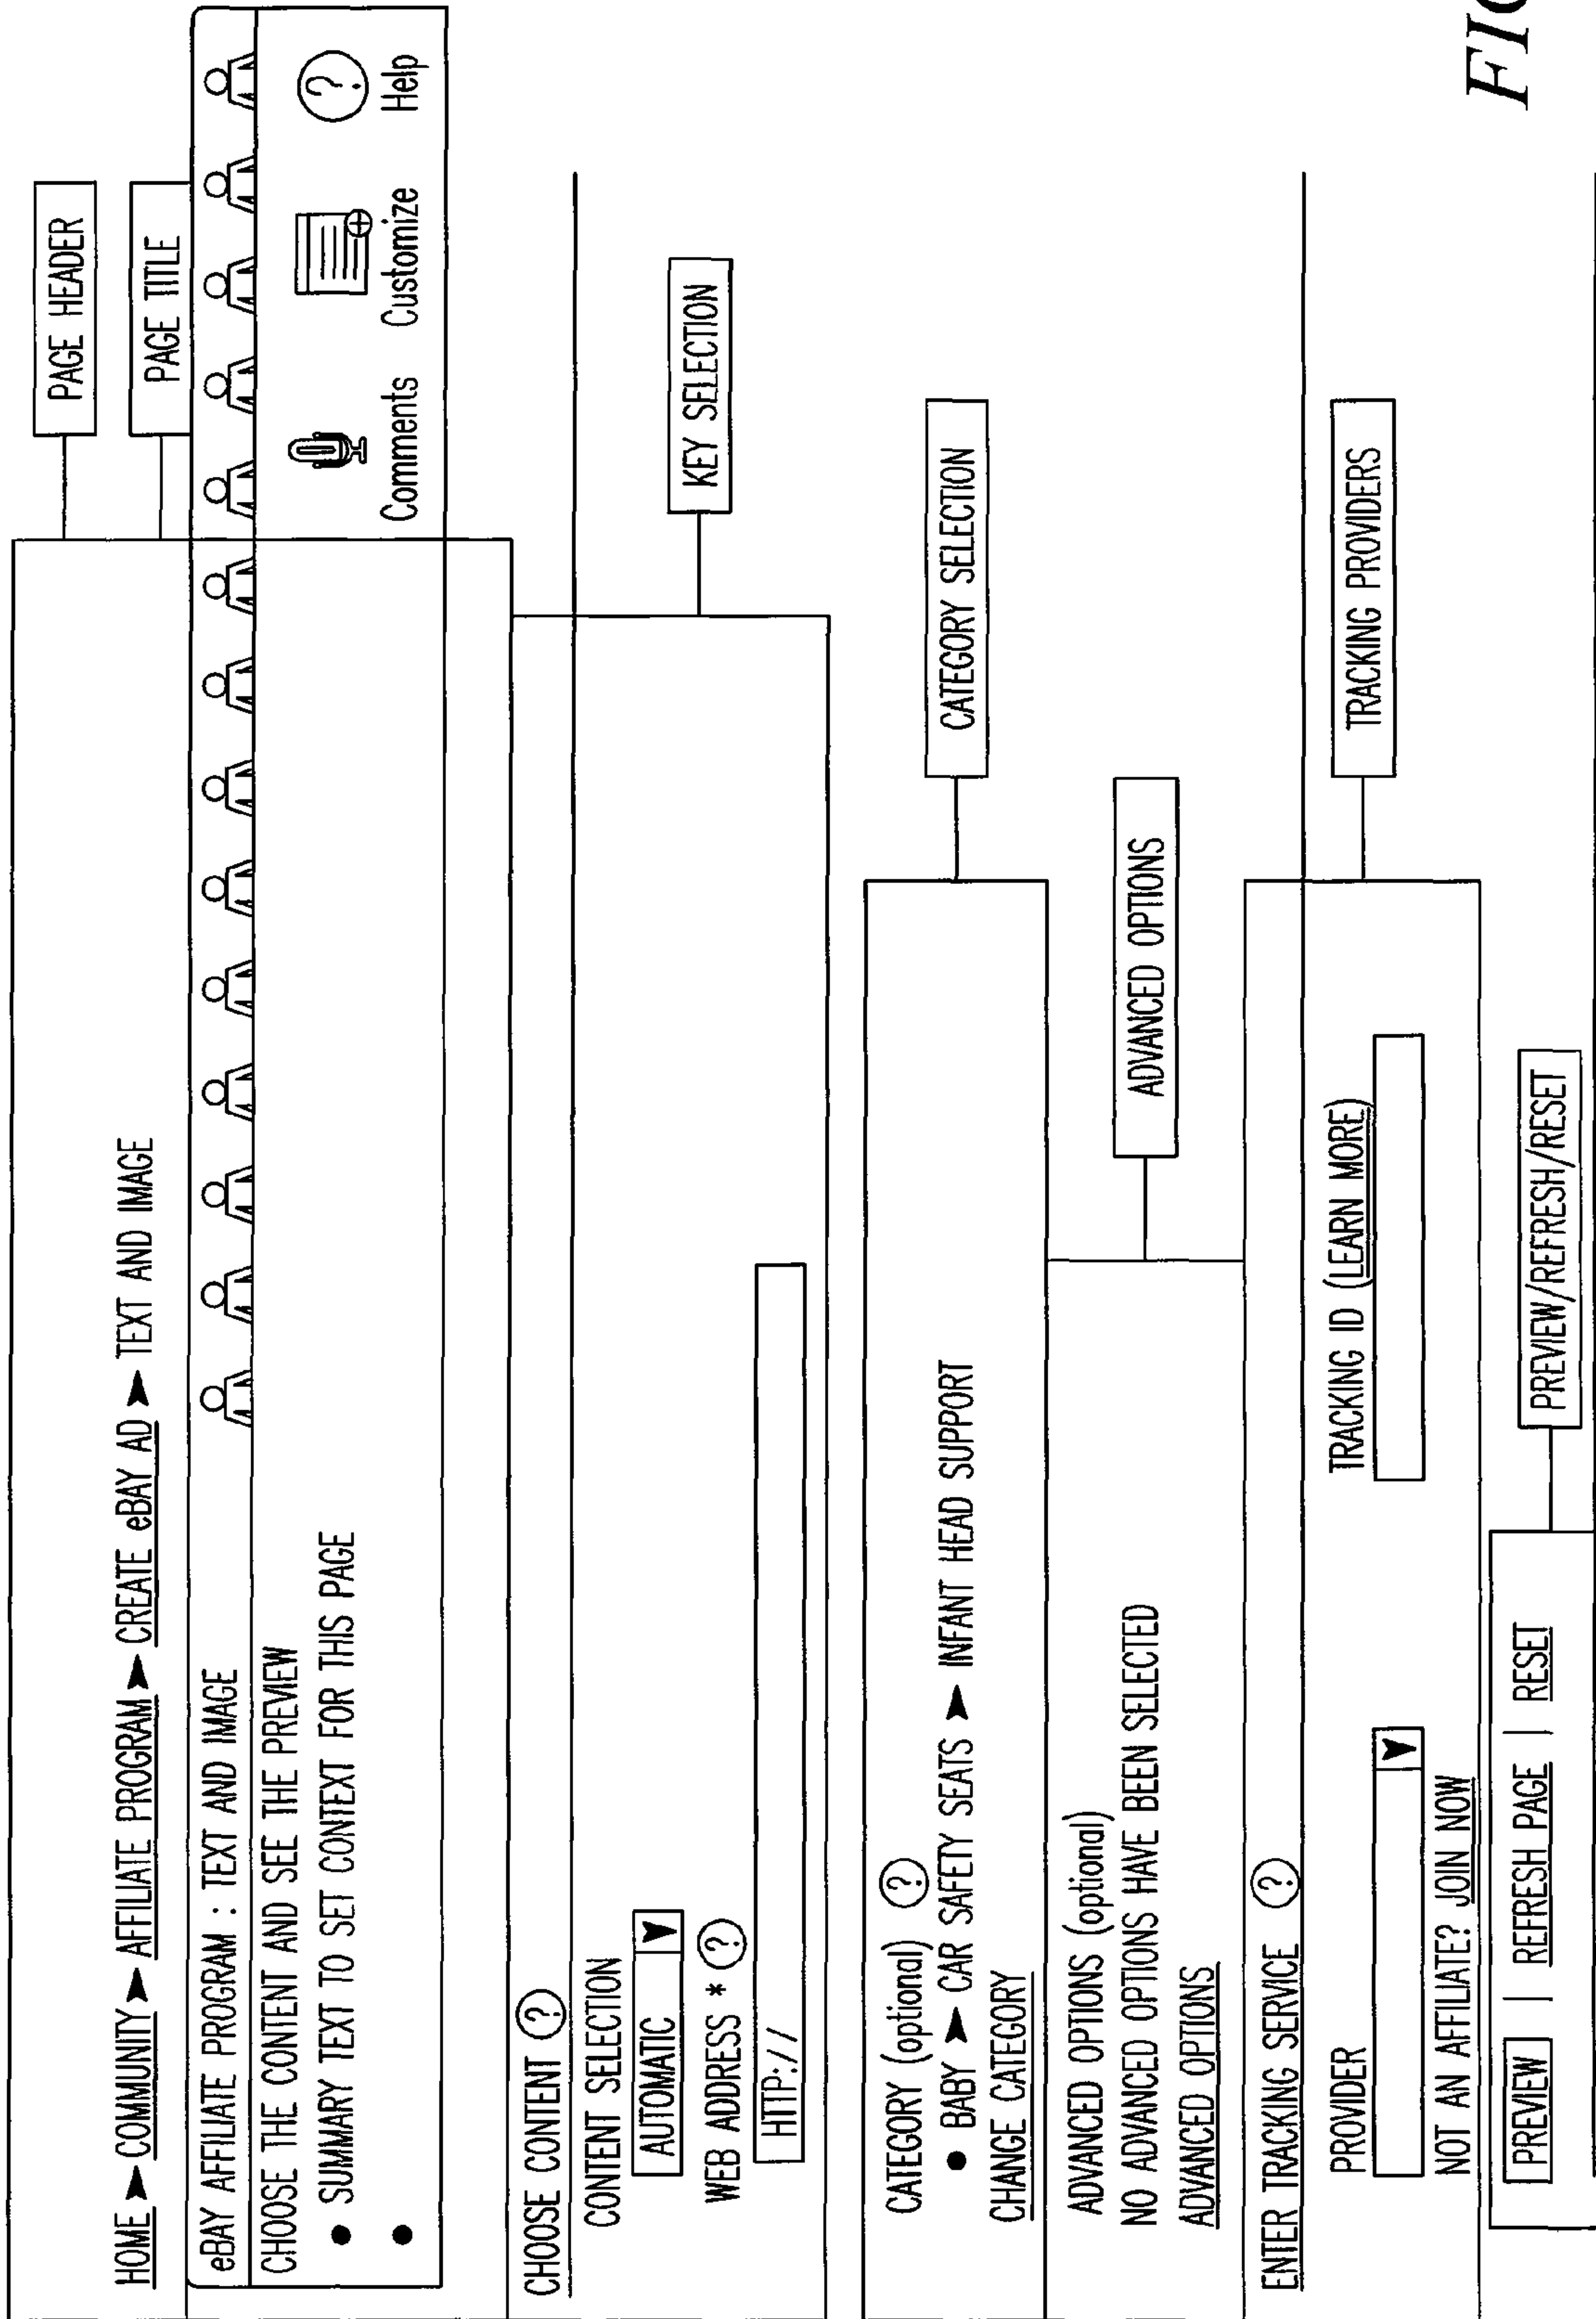 PAGE HEADER
HOME ➤ COMMUNITY ➤ AFFILIATE PROGRAM ➤ CREATE eBAY AD ➤ TEXT AND IMAGE
PAGE TITLE
eBAY AFFILIATE PROGRAM : TEXT AND IMAGE
CHOOSE THE CONTENT AND SEE THE PREVIEW
• SUMMARY TEXT TO SET CONTEXT FOR THIS PAGE
•
Comments Customize Help
CHOOSE CONTENT ?
CONTENT SELECTION
AUTOMATIC
KEY SELECTION
WEB ADDRESS * ?
HTTP://
CATEGORY (optional) ?
• BABY ➤ CAR SAFETY SEATS ➤ INFANT HEAD SUPPORT
CATEGORY SELECTION
CHANGE CATEGORY
ADVANCED OPTIONS (optional)
NO ADVANCED OPTIONS HAVE BEEN SELECTED
ADVANCED OPTIONS
ADVANCED OPTIONS
ENTER TRACKING SERVICE ?
PROVIDER
TRACKING ID (LEARN MORE)
TRACKING PROVIDERS
NOT AN AFFILIATE? JOIN NOW
PREVIEW | REFRESH PAGE | RESET
PREVIEW/REFRESH/RESET